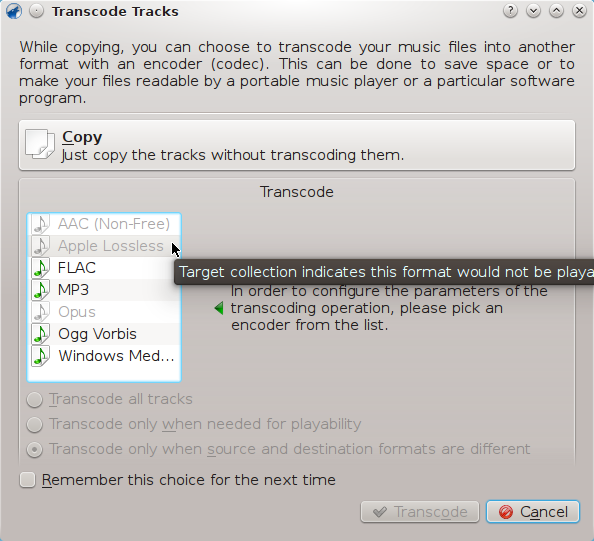 Transcode Tracks
While copying, you can choose to transcode your music files into another
format with an encoder (codec). This can be done to save space or to
make your files readable by a portable music player or a particular software
program.
Copy
Just copy the tracks without transcoding them.
Transcode
AAC (Non-Free)
Apple Lossless
FLAC
MP3
Opus
Ogg Vorbis
Windows Med...
Target collection indicates this format would not be playa
In order to configure the parameters of the
transcoding operation, please pick an
encoder from the list.
Transcode all tracks
Transcode only when needed for playability
Transcode only when source and destination formats are different
Remember this choice for the next time
Transcode
Cancel